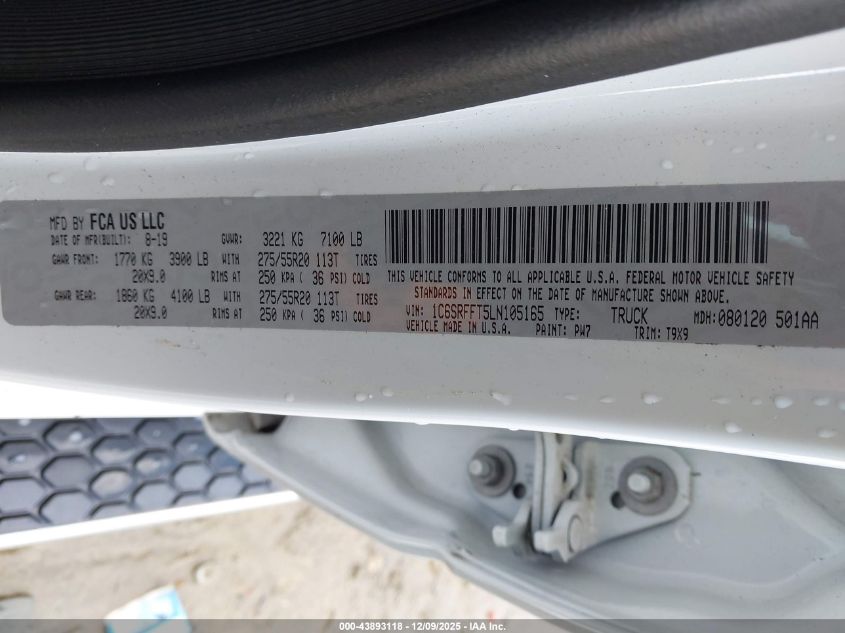 MFD BY FCA US LLC
DATE OF MFR(BUILT): 8-19 GVWR: 3221 KG 7100 LB
GAWR FRONT: 1770 KG 3900 LB WITH 275/55R20 113T TIRES
20X9.0 RIMS AT 250 KPA ( 36 PSI) COLD
GAWR REAR: 1860 KG 4100 LB WITH 275/55R20 113T TIRES
20X9.0 RIMS AT 250 KPA ( 36 PSI) COLD
THIS VEHICLE CONFORMS TO ALL APPLICABLE U.S.A. FEDERAL MOTOR VEHICLE SAFETY
STANDARDS IN EFFECT ON THE DATE OF MANUFACTURE SHOWN ABOVE.
VIN: 1C6SRFFT5LN105165 TYPE: TRUCK MDH: 080120 501AA
VEHICLE MADE IN U.S.A. PAINT: PW7 TRIM: T9X9
000-43893118 - 12/09/2025 - IAA Inc.